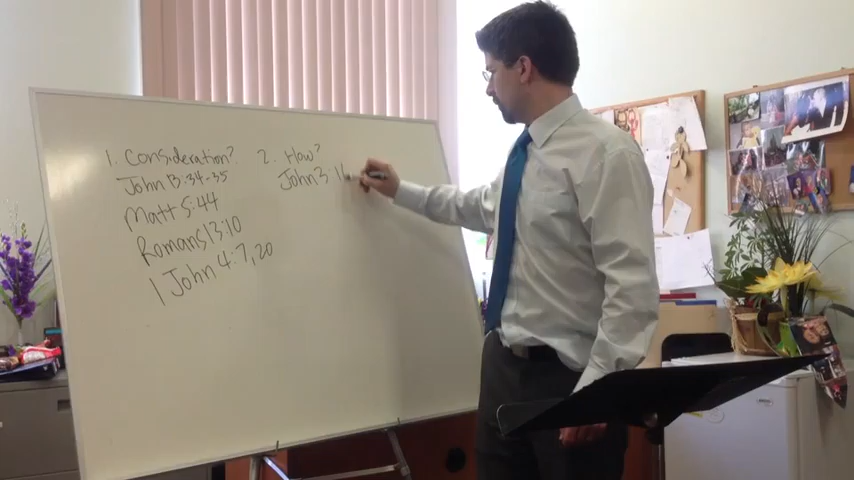 1. Consideration?
John 13:34-35
Matt 5:44
Romans 13:10
1 John 4:7,20
2. How?
John 3:16